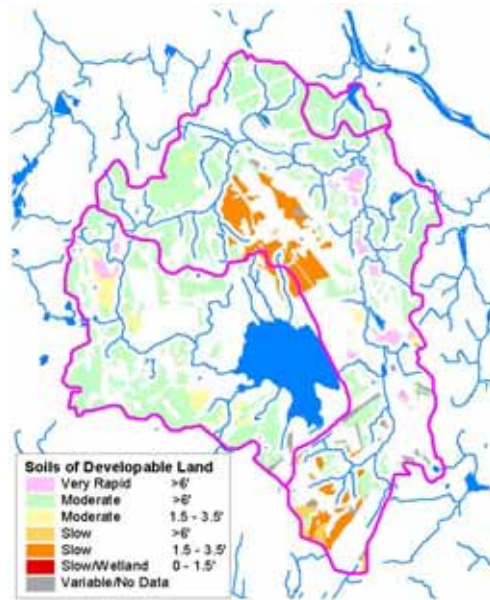 Soils of Developable Land
Very Rapid >6'
Moderate >6'
Moderate 1.5 - 3.5'
Slow >6'
Slow 1.5 - 3.5'
Slow/Wetland 0 - 1.5'
Variable/No Data